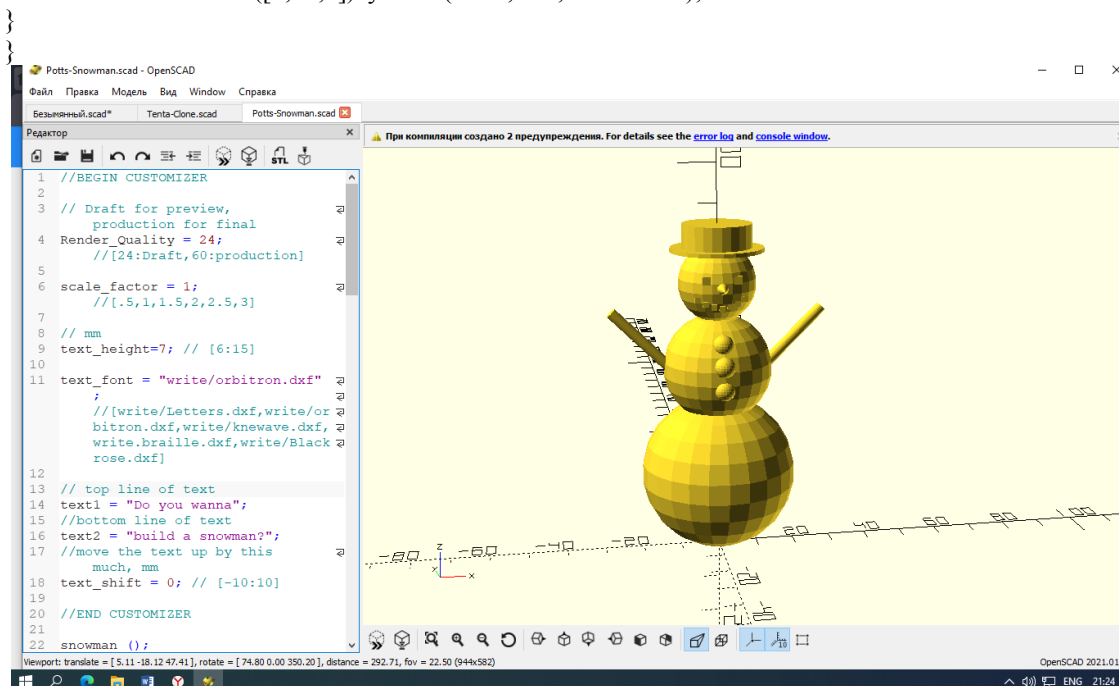 }
}
Potts-Snowman.scad - OpenSCAD
Файл Правка Модель Вид Window Справка
Безымянный.scad* Tenta-Clone.scad Potts-Snowman.scad
Редактор
При компиляции создано 2 предупреждения. For details see the error log and console window.
STL
1 //BEGIN CUSTOMIZER
2
3 // Draft for preview,
production for final
4 Render_Quality = 24;
//[24:Draft,60:production]
5
6 scale_factor = 1;
//[.5,1,1.5,2,2.5,3]
7
8 // mm
9 text_height=7; // [6:15]
10
11 text_font = "write/orbitron.dxf"
;
//[write/Letters.dxf,write/or
bitron.dxf,write/knewave.dxf,
write.braille.dxf,write/Black
rose.dxf]
12
13 // top line of text
14 text1 = "Do you wanna";
15 //bottom line of text
16 text2 = "build a snowman?";
17 //move the text up by this
much, mm
18 text_shift = 0; // [-10:10]
19
20 //END CUSTOMIZER
21
22 snowman ();
-80 -60 -40 -20 20 40 60 80 100
z
x
Viewport: translate = [ 5.11 -18.12 47.41 ], rotate = [ 74.80 0.00 350.20 ], distance = 292.71, fov = 22.50 (944x582)
OpenSCAD 2021.01
ENG 21:24